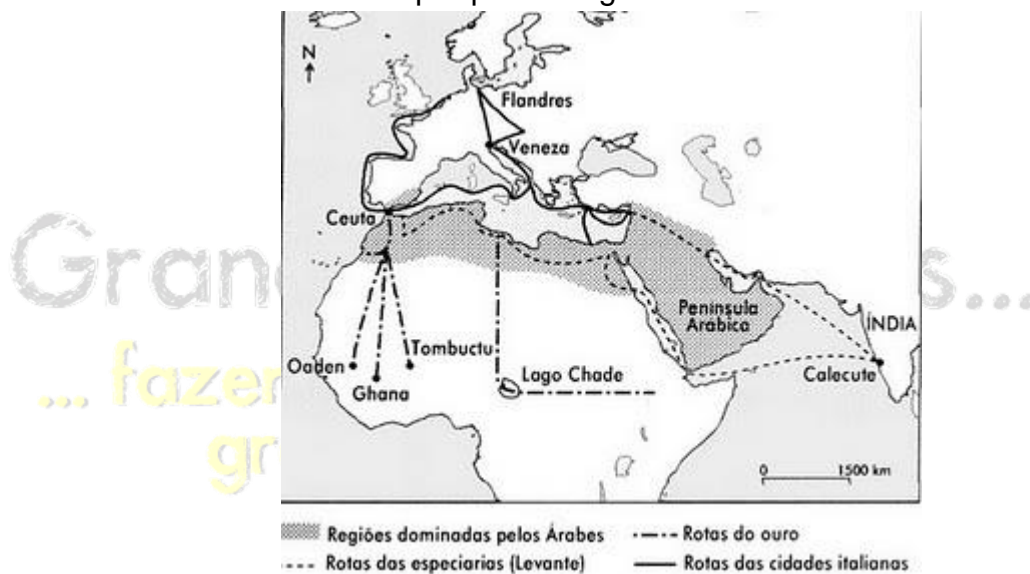 N
Flandres
Veneza
Ceuta
Península
Arábica
ÍNDIA
Tombuctu
Oaden
Lago Chade
Calecute
Ghana
... fazer
gr
0 1500 km
Regiões dominadas pelos Árabes
Rotas do ouro
Rotas das especiarias (Levante)
Rotas das cidades italianas